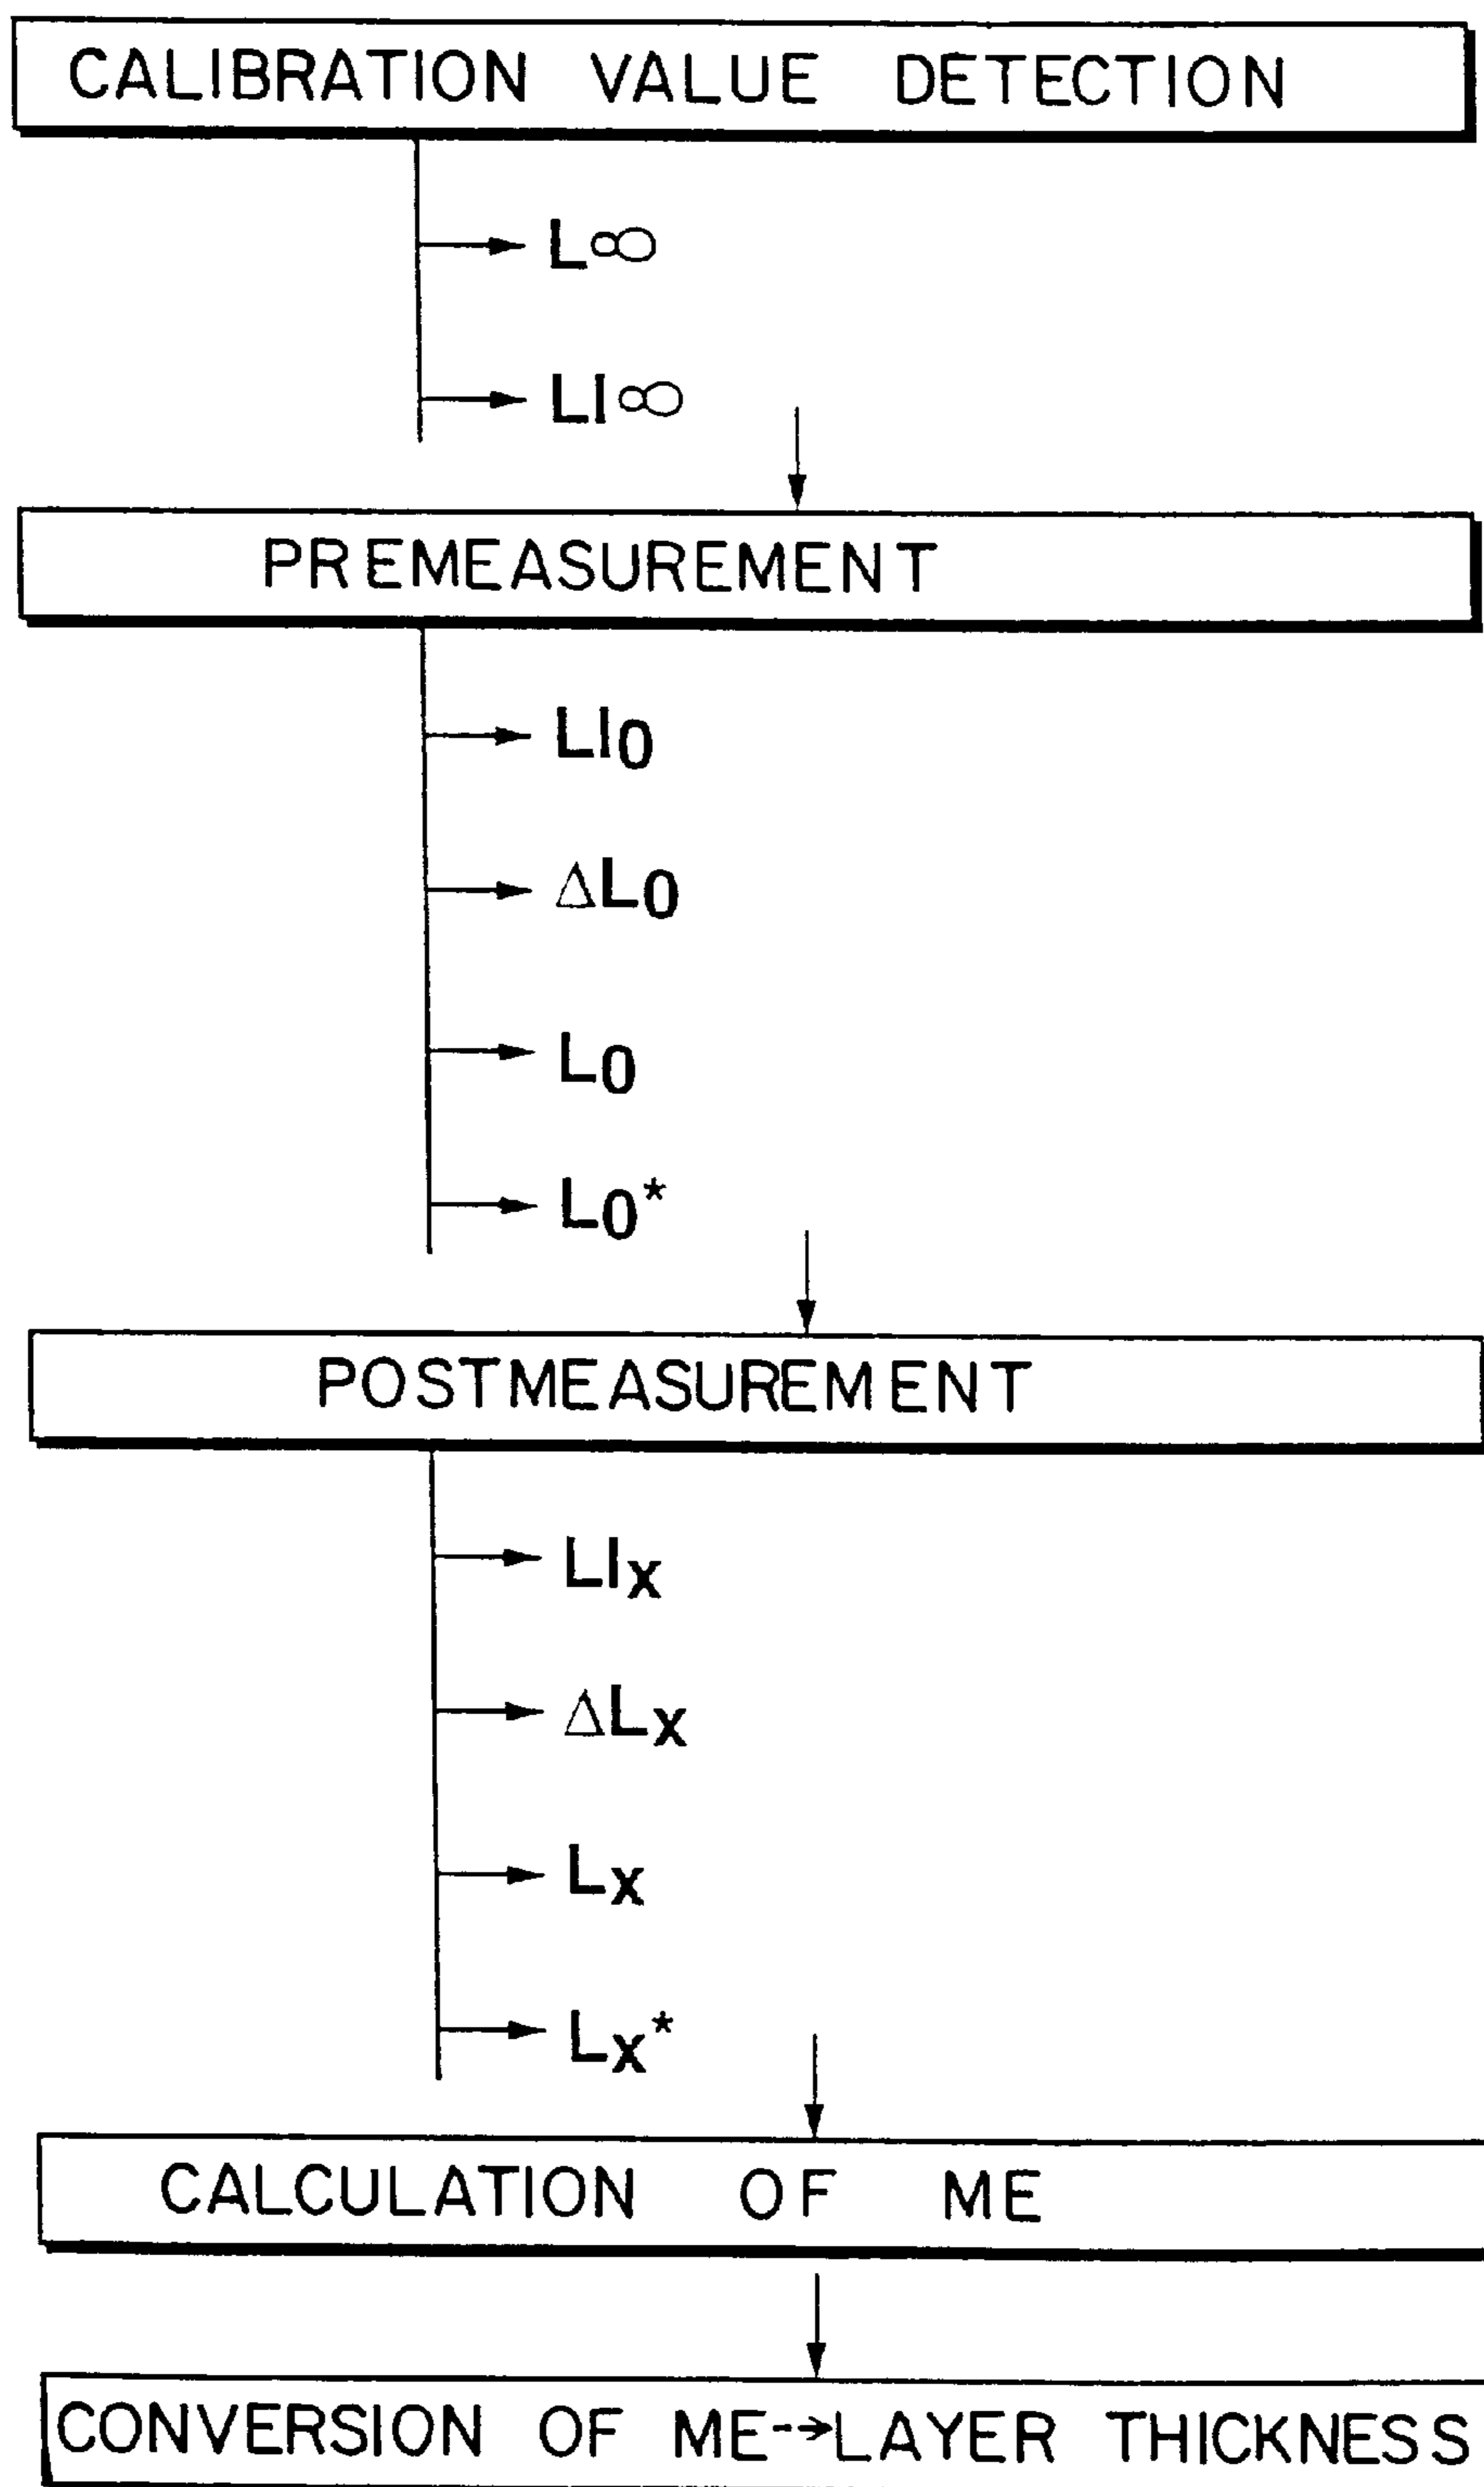 CALIBRATION VALUE DETECTION
L∞
LI∞
PREMEASUREMENT
LI₀
ΔL₀
L₀
L₀*
POSTMEASUREMENT
LIₓ
ΔLₓ
Lₓ
Lₓ*
CALCULATION OF ME
CONVERSION OF ME-→LAYER THICKNESS